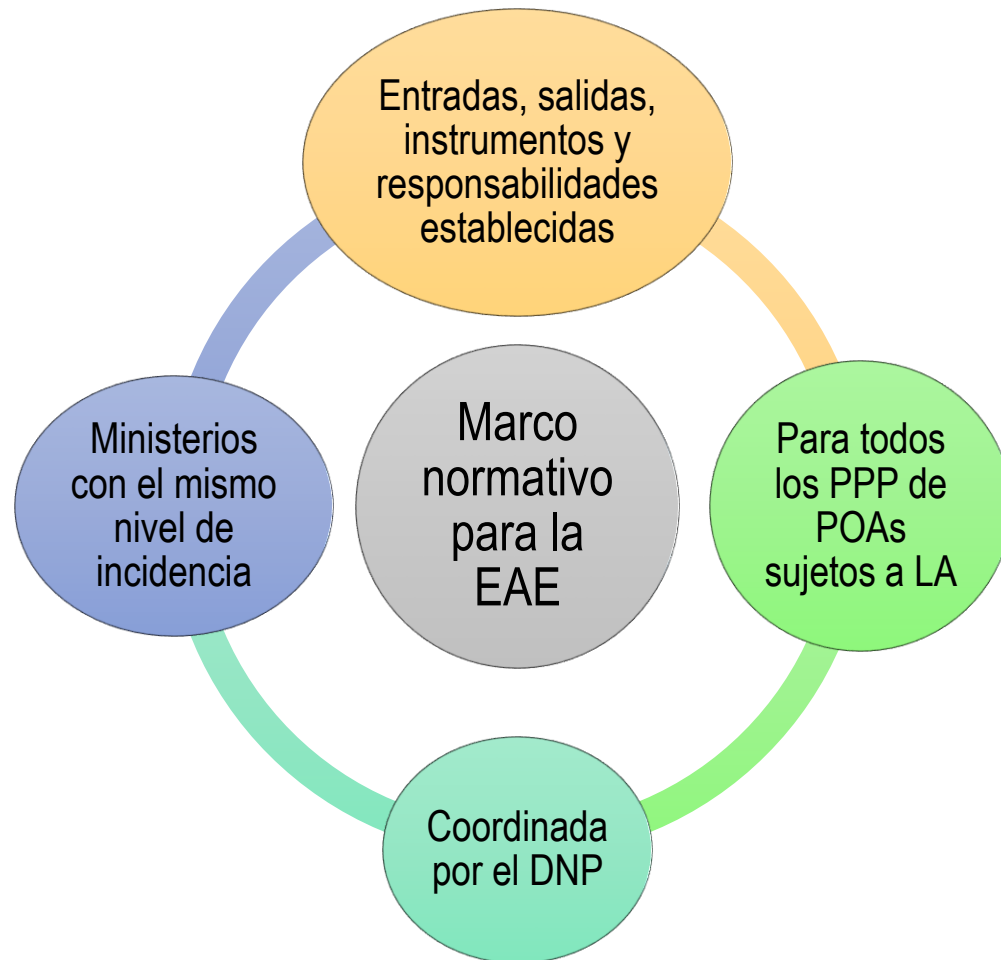 Entradas, salidas,
instrumentos y
responsabilidades
establecidas
Ministerios
con el mismo
nivel de
incidencia
Marco
normativo
para la
EAE
Para todos
los PPP de
POAs
sujetos a LA
Coordinada
por el DNP